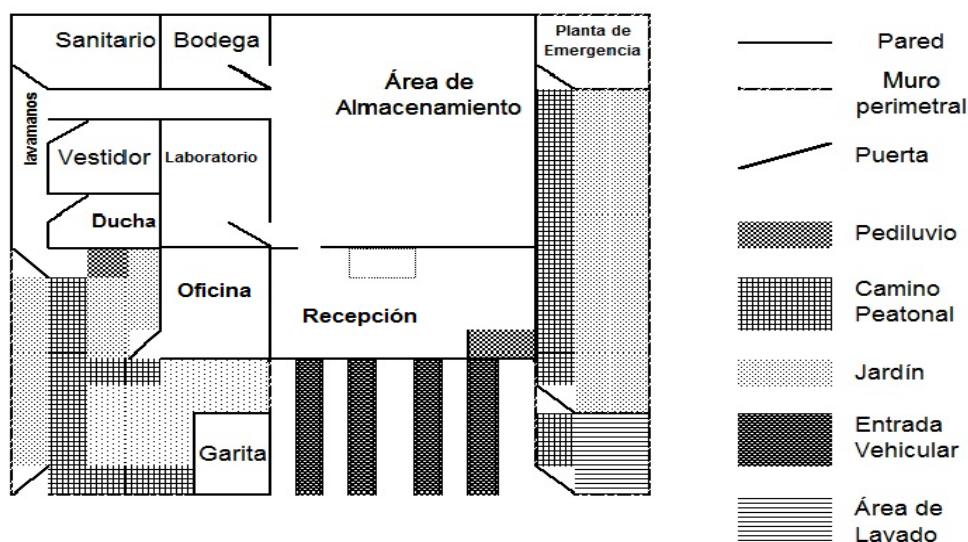 Sanitario
Bodega
Planta de
Emergencia
Área de
Almacenamiento
lavamanos
Vestidor
Laboratorio
Ducha
Oficina
Recepción
Garita
Pared
Muro
perimetral
Puerta
Pediluvio
Camino
Peatonal
Jardín
Entrada
Vehicular
Área de
Lavado